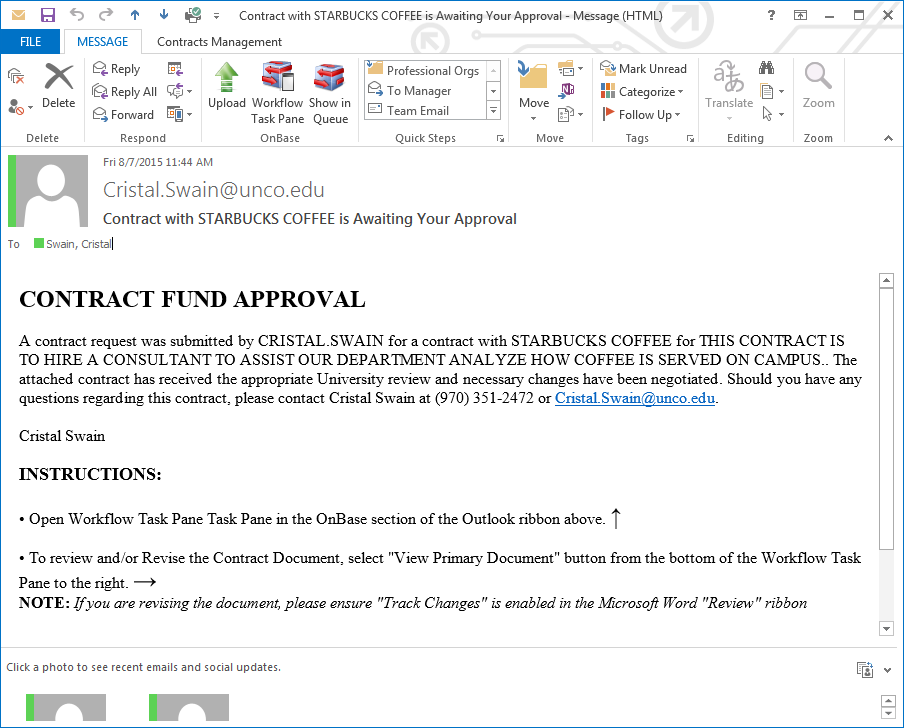 Contract with STARBUCKS COFFEE is Awaiting Your Approval - Message (HTML)
?
FILE
MESSAGE
Contracts Management
Delete
Delete
Reply
Reply All
Forward
Respond
Upload
Workflow
Task Pane
Show in
Queue
OnBase
Professional Orgs
To Manager
Team Email
Quick Steps
Move
Move
Mark Unread
Categorize
Follow Up
Tags
Translate
Editing
Zoom
Zoom
Fri 8/7/2015 11:44 AM
Cristal.Swain@unco.edu
Contract with STARBUCKS COFFEE is Awaiting Your Approval
To Swain, Cristal
CONTRACT FUND APPROVAL
A contract request was submitted by CRISTAL.SWAIN for a contract with STARBUCKS COFFEE for THIS CONTRACT IS
TO HIRE A CONSULTANT TO ASSIST OUR DEPARTMENT ANALYZE HOW COFFEE IS SERVED ON CAMPUS.. The
attached contract has received the appropriate University review and necessary changes have been negotiated. Should you have any
questions regarding this contract, please contact Cristal Swain at (970) 351-2472 or Cristal.Swain@unco.edu.
Cristal Swain
INSTRUCTIONS:
• Open Workflow Task Pane Task Pane in the OnBase section of the Outlook ribbon above. ↑
• To review and/or Revise the Contract Document, select "View Primary Document" button from the bottom of the Workflow Task
Pane to the right. →
NOTE: If you are revising the document, please ensure "Track Changes" is enabled in the Microsoft Word "Review" ribbon
Click a photo to see recent emails and social updates.